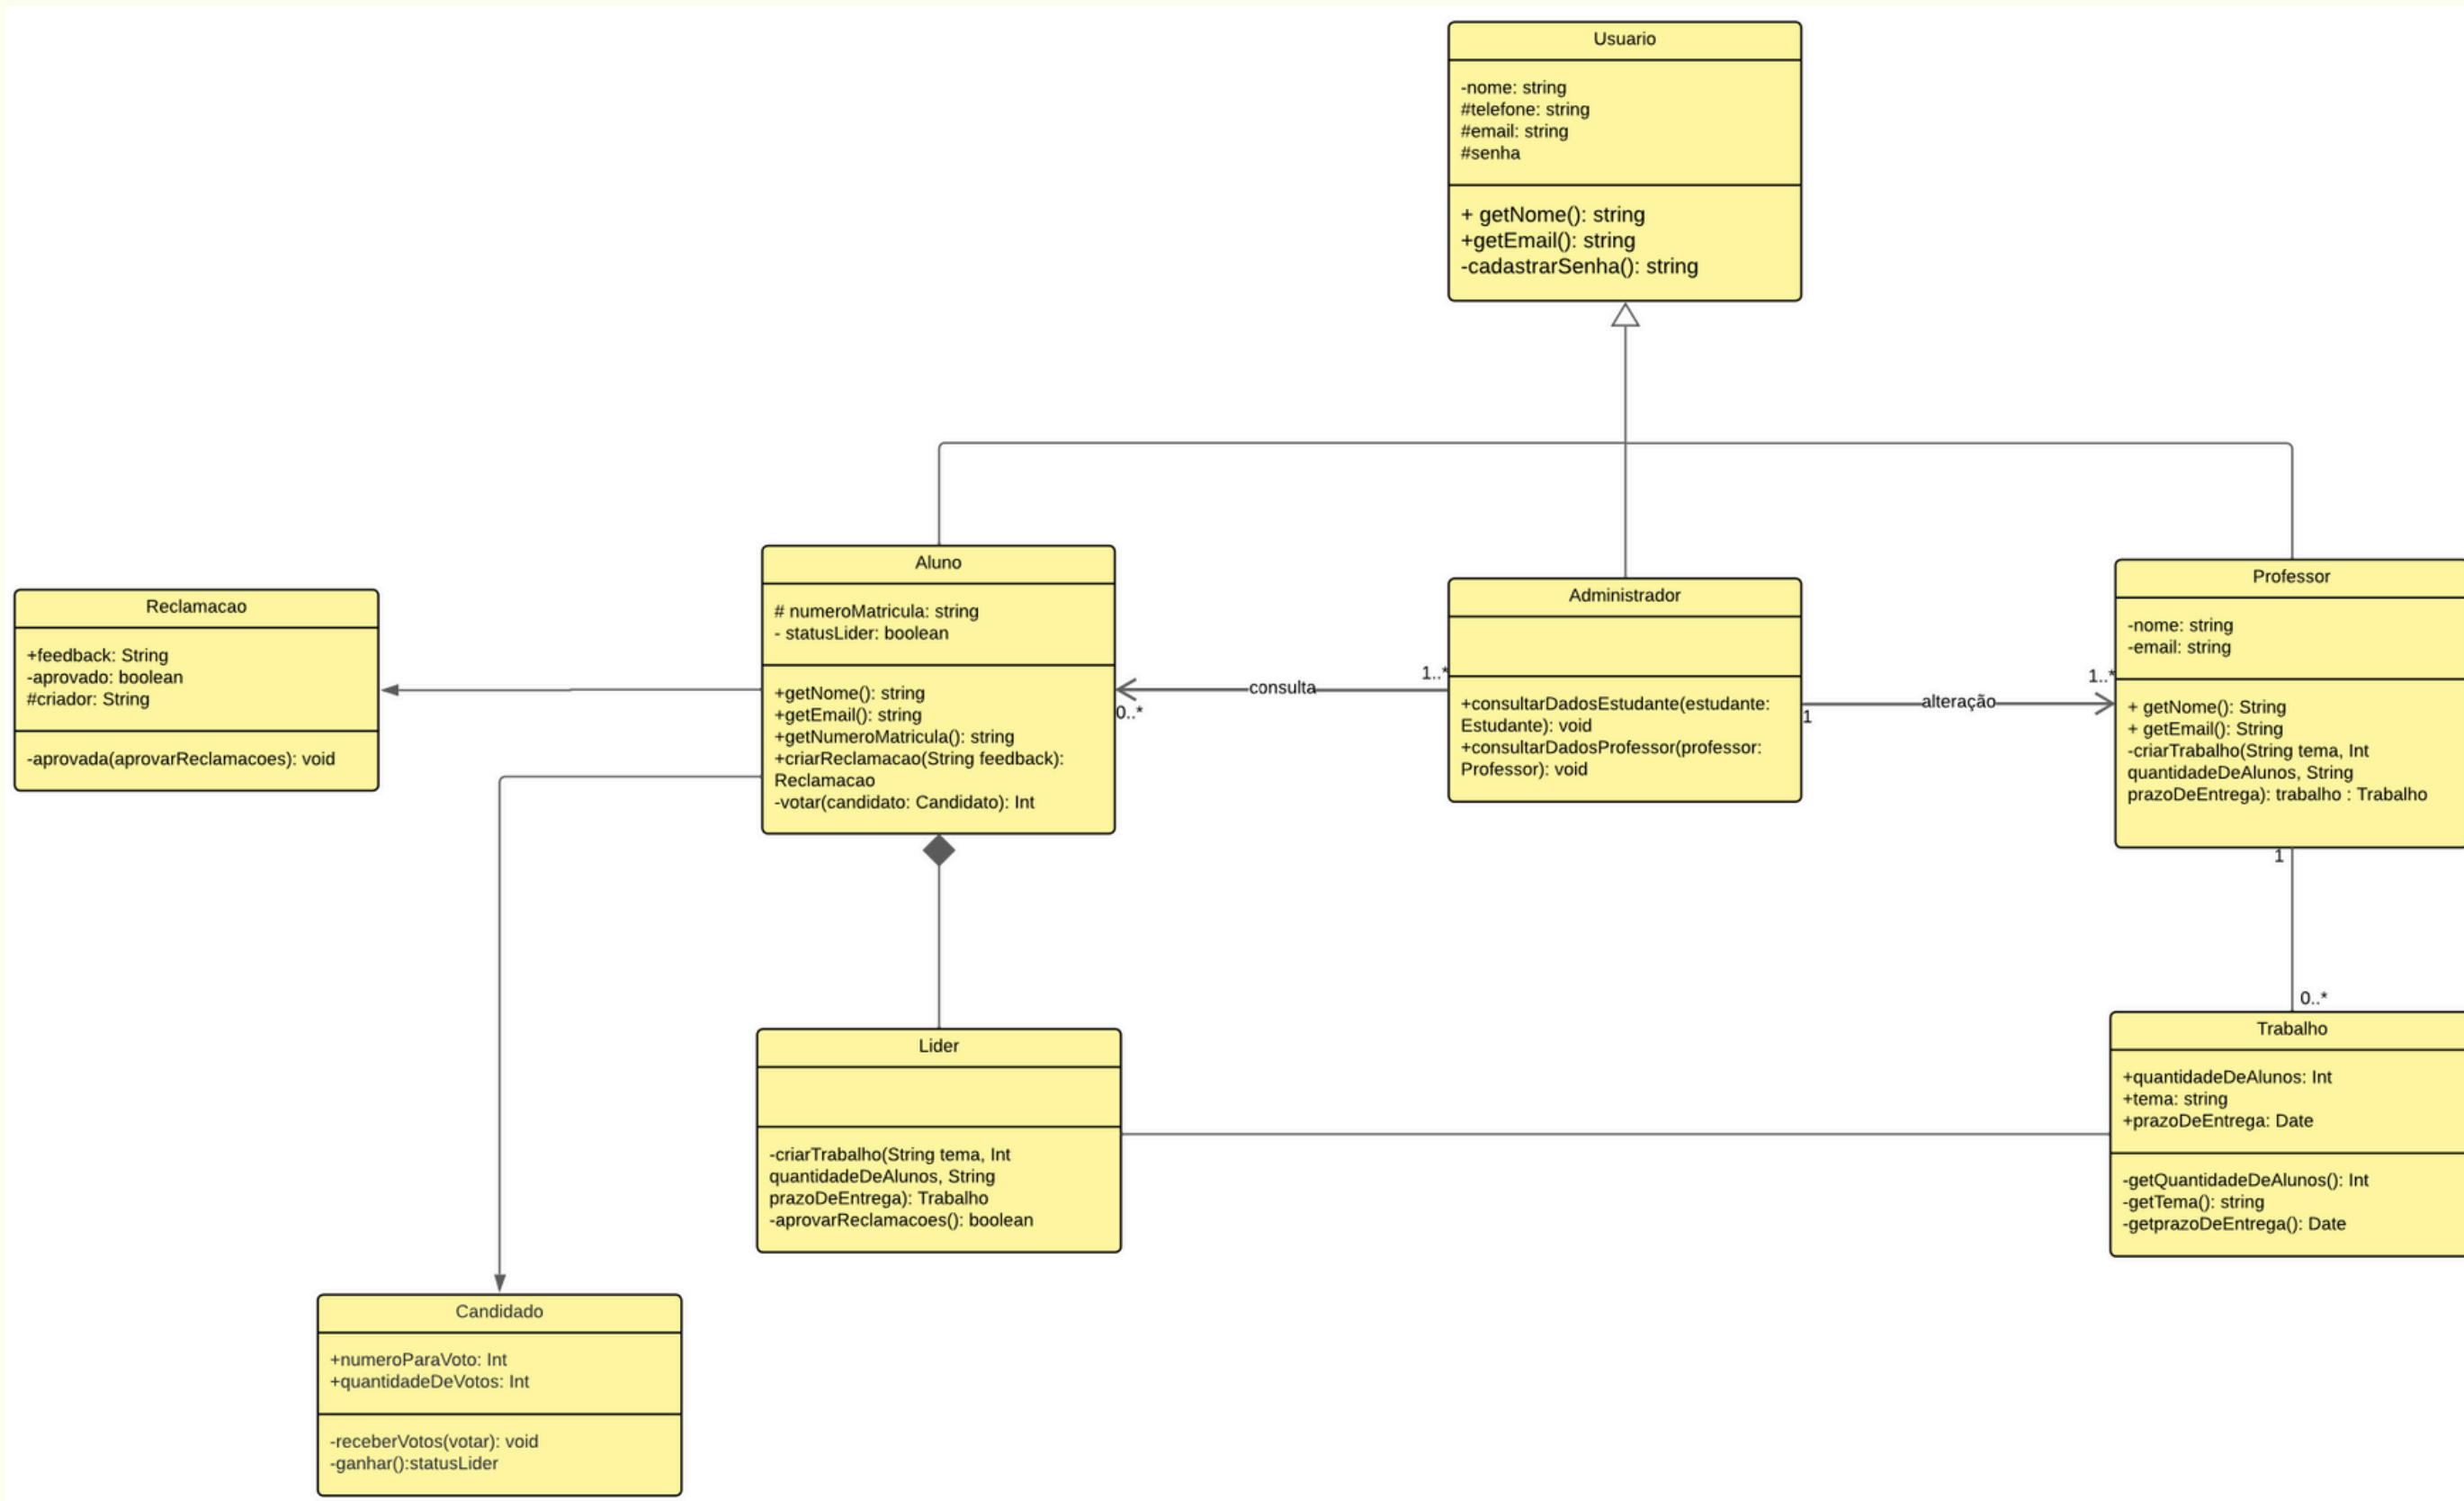 Usuario
-nome: string
#telefone: string
#email: string
#senha
+ getNome(): string
+getEmail(): string
-cadastrarSenha(): string
Reclamacao
+feedback: String
-aprovado: boolean
#criador: String
-aprovada(aprovarReclamacoes): void
Aluno
# numeroMatricula: string
- statusLider: boolean
+getNome(): string
+getEmail(): string
+getNumeroMatricula(): string
+criarReclamacao(String feedback):
Reclamacao
-votar(candidato: Candidato): Int
0..*
consulta
1..*
Administrador
+consultarDadosEstudante(estudante:
Estudante): void
+consultarDadosProfessor(professor:
Professor): void
1
alteração
1..*
Professor
-nome: string
-email: string
+ getNome(): String
+ getEmail(): String
-criarTrabalho(String tema, Int
quantidadeDeAlunos, String
prazoDeEntrega): trabalho : Trabalho
1
0..*
Lider
-criarTrabalho(String tema, Int
quantidadeDeAlunos, String
prazoDeEntrega): Trabalho
-aprovarReclamacoes(): boolean
Trabalho
+quantidadeDeAlunos: Int
+tema: string
+prazoDeEntrega: Date
-getQuantidadeDeAlunos(): Int
-getTema(): string
-getprazoDeEntrega(): Date
Candidado
+numeroParaVoto: Int
+quantidadeDeVotos: Int
-receberVotos(votar): void
-ganhar():statusLider